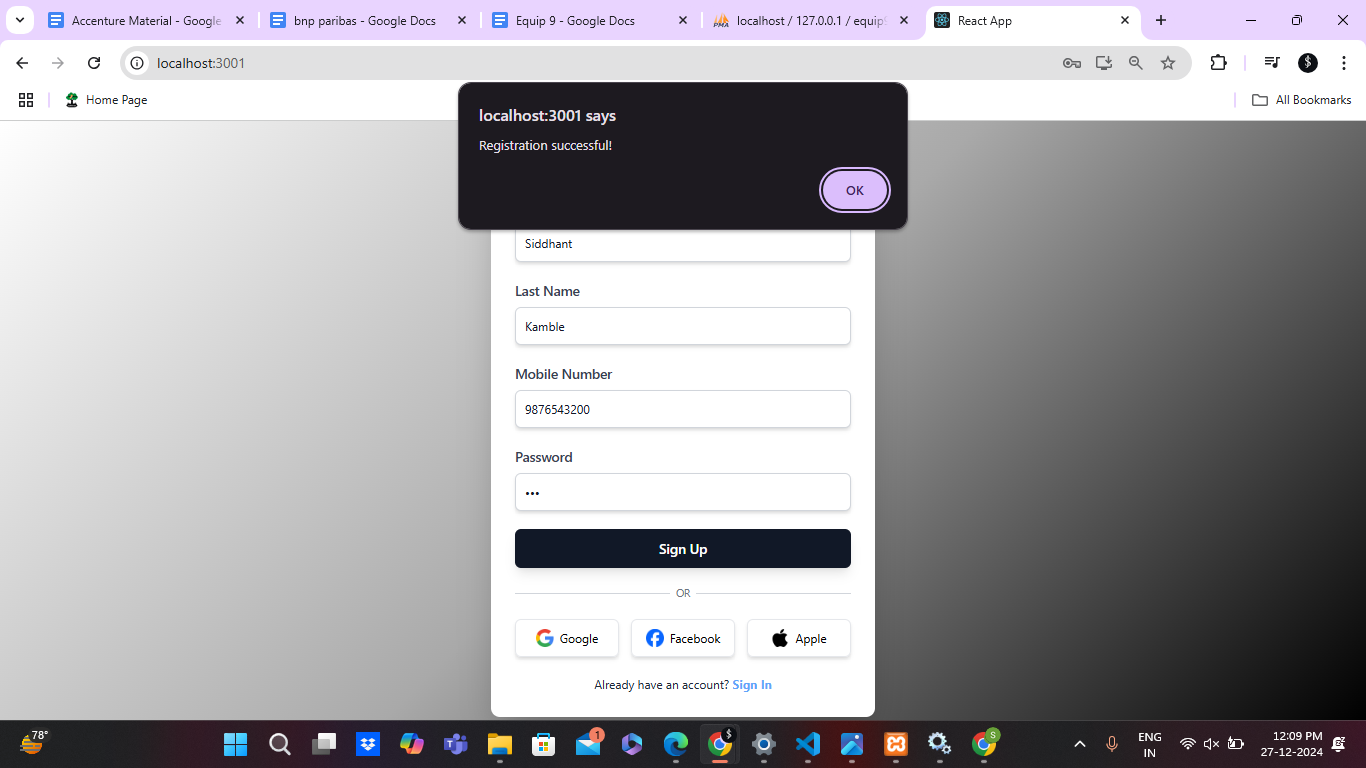 Accenture Material - Google
bnp paribas - Google Docs
Equip 9 - Google Docs
PMA
localhost / 127.0.0.1 / equip9
React App
localhost:3001
$
Home Page
All Bookmarks
localhost:3001 says
Registration successful!
OK
Siddhant
Last Name
Kamble
Mobile Number
9876543200
Password
•••
Sign Up
OR
Google
Facebook
Apple
Already have an account? Sign In
78°
1
$
S
ENG
IN
12:09 PM
27-12-2024